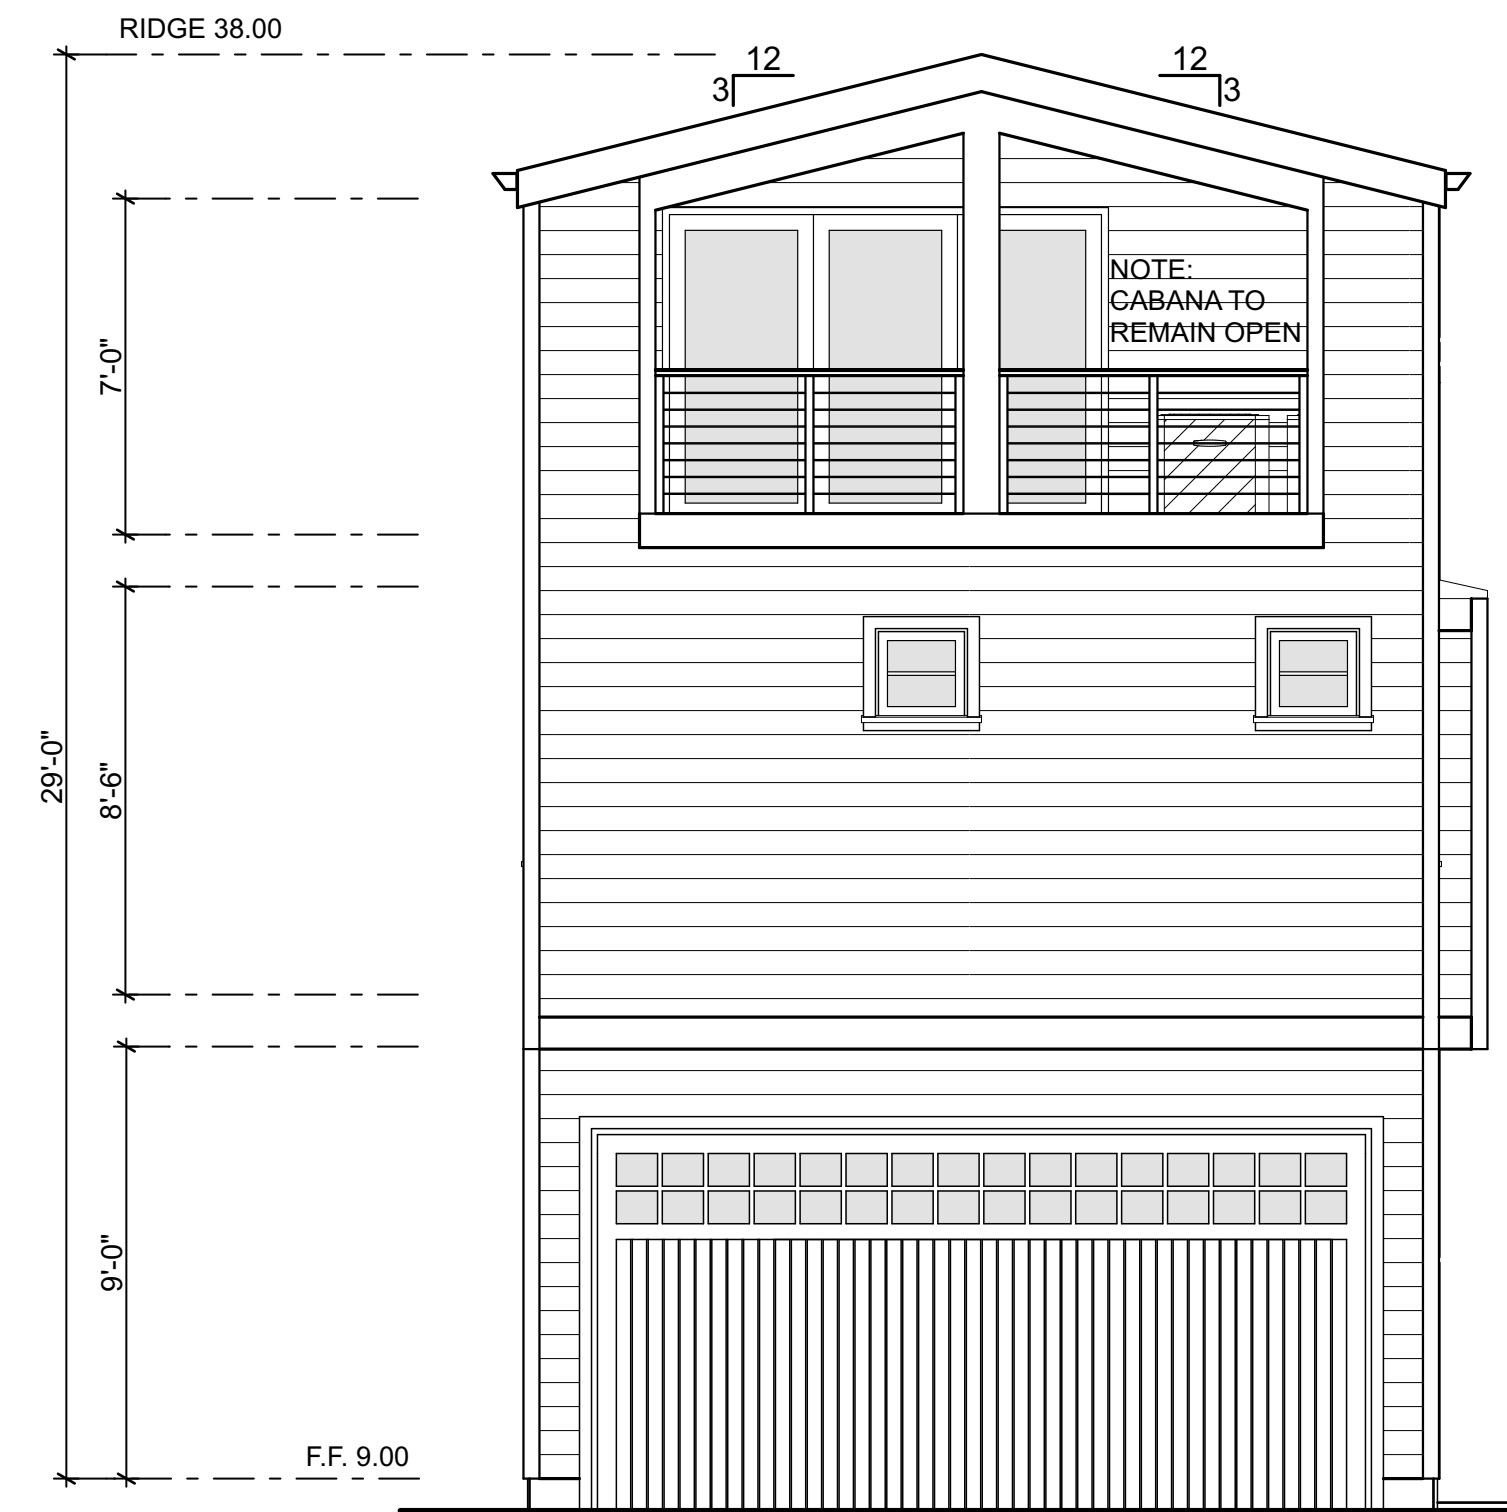 RIDGE 38.00
12
3
12
3
NOTE:
CABANA TO
REMAIN OPEN
7'-0"
29'-0"
8'-6"
9'-0"
F.F. 9.00